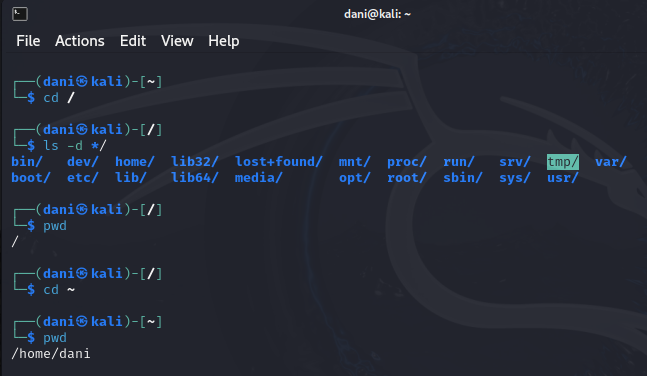 dani@kali: ~
File Actions Edit View Help
┌──(dani㉿kali)-[~]
└─$ cd /
┌──(dani㉿kali)-[/]
└─$ ls -d */
bin/ dev/ home/ lib32/ lost+found/ mnt/ proc/ run/ srv/ tmp/ var/
boot/ etc/ lib/ lib64/ media/ opt/ root/ sbin/ sys/ usr/
┌──(dani㉿kali)-[/]
└─$ pwd
/
┌──(dani㉿kali)-[/]
└─$ cd ~
┌──(dani㉿kali)-[~]
└─$ pwd
/home/dani